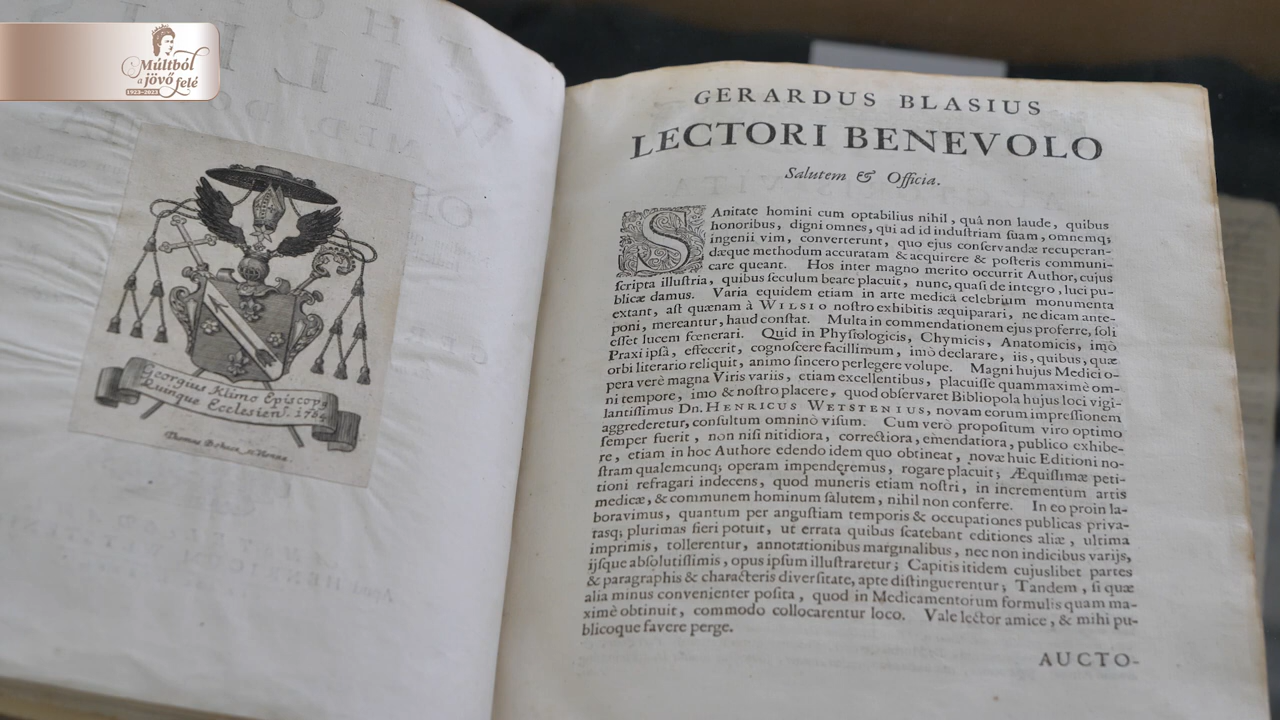 Múltból
a jövő felé
1923-2023
Georgius Klimo Episcop9
Quinque Ecclesiens. 1764
Thomas Bohacz
GERARDUS BLASIUS
LECTORI BENEVOLO
Salutem & Officia.
SAnitate homini cum optabilius nihil, quâ non laude, quibus
honoribus, digni omnes, qui ad id induſtriam ſuam, omnemq;
ingenii vim, converterunt, quo ejus conſervandæ recuperan-
dæque methodum accuratam & acquirere & poſteris communi-
care queant. Hos inter magno merito occurrit Author, cujus
ſcripta illuſtria, quibus ſeculum beare placuit, nunc, quaſi de integro, luci pu-
blicæ damus. Varia equidem etiam in arte medicâ celebrium monumenta
extant, aſt quænam à WILSIO noſtro exhibitis æquiparari, ne dicam ante-
poni, mereantur, haud conſtat. Multa in commendationem ejus proferre, ſoli
eſſet lucem fœnerari. Quid in Phyſiologicis, Chymicis, Anatomicis, imò
Praxi ipſâ, effecerit, cognoſcere facillimum, imò declarare, iis, quibus, quæ
orbi literario reliquit, animo ſincero perlegere volupe. Magni hujus Medici o-
pera verè magna Viris variis, etiam excellentibus, placuiſſe quammaximè om-
ni tempore, imo & noſtro placere, quod obſervaret Bibliopola hujus loci vigi-
lantiſſimus Dn. HENRICUS WETSTENIUS, novam eorum impreſſionem
aggrederetur, conſultum omninò viſum. Cum verò propoſitum viro optimo
ſemper fuerit, non niſi nitidiora, correctiora, emendatiora, publico exhibe-
re, etiam in hoc Authore edendo idem quo obtineat, novæ huic Editioni no-
ſtram qualemcunq; operam impenderemus, rogare placuit; Æquiſſimæ peti-
tioni refragari indecens, quod muneris etiam noſtri, in incrementum artis
medicæ, & communem hominum ſalutem, nihil non conferre. In eo proin la-
boravimus, quantum per anguſtiam temporis & occupationes publicas priva-
tasq; plurimas fieri potuit, ut errata quibus ſcatebant editiones aliæ, ultima
imprimis, tollerentur, annotationibus marginalibus, nec non indicibus varijs,
ijſque abſolutiſſimis, opus ipſum illuſtraretur; Capitis itidem cujuslibet partes
& paragraphis & characteris diverſitate, apte diſtinguerentur; Tandem, ſi quæ
alia minus convenienter poſita, quod in Medicamentorum formulis quam ma-
ximè obtinuit, commodo collocarentur loco. Vale lector amice, & mihi pu-
blicoque favere perge.
AUCTO-